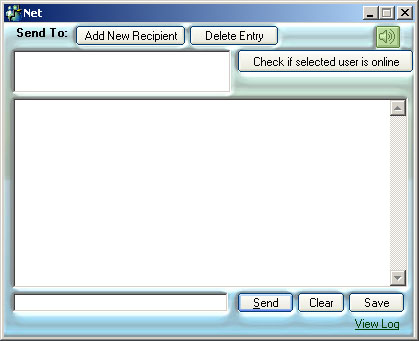 Net
Send To: Add New Recipient Delete Entry
Check if selected user is online
Send Clear Save
View Log